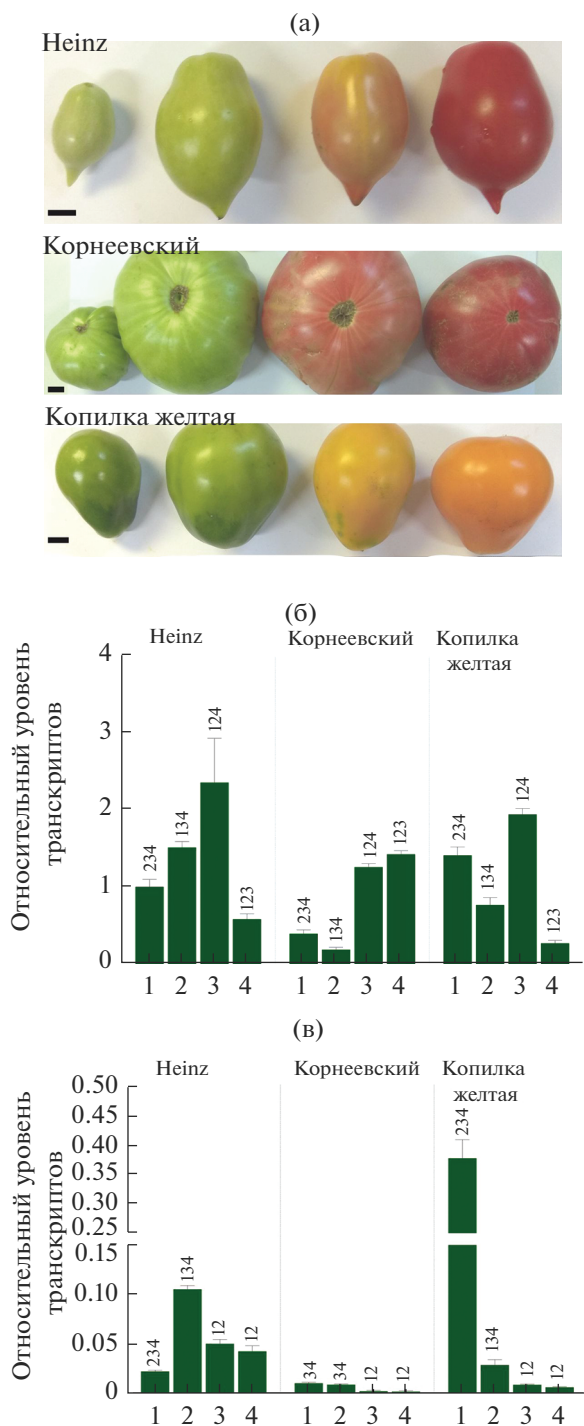 (а)
Heinz
Корнеевский
Копилка желтая
(б)
Heinz Корнеевский Копилка
желтая
Относительный уровень
транскриптов
4
3
2
1
0
234 134 124 123
234 134 124 123
234 134 124 123
1 2 3 4 1 2 3 4 1 2 3 4
(в)
Heinz Корнеевский Копилка
желтая
Относительный уровень
транскриптов
0.50
0.45
0.40
0.35
0.30
0.25
0.15
0.10
0.05
0
234 134 12 12
34 34 12 12
234 134 12 12
1 2 3 4 1 2 3 4 1 2 3 4